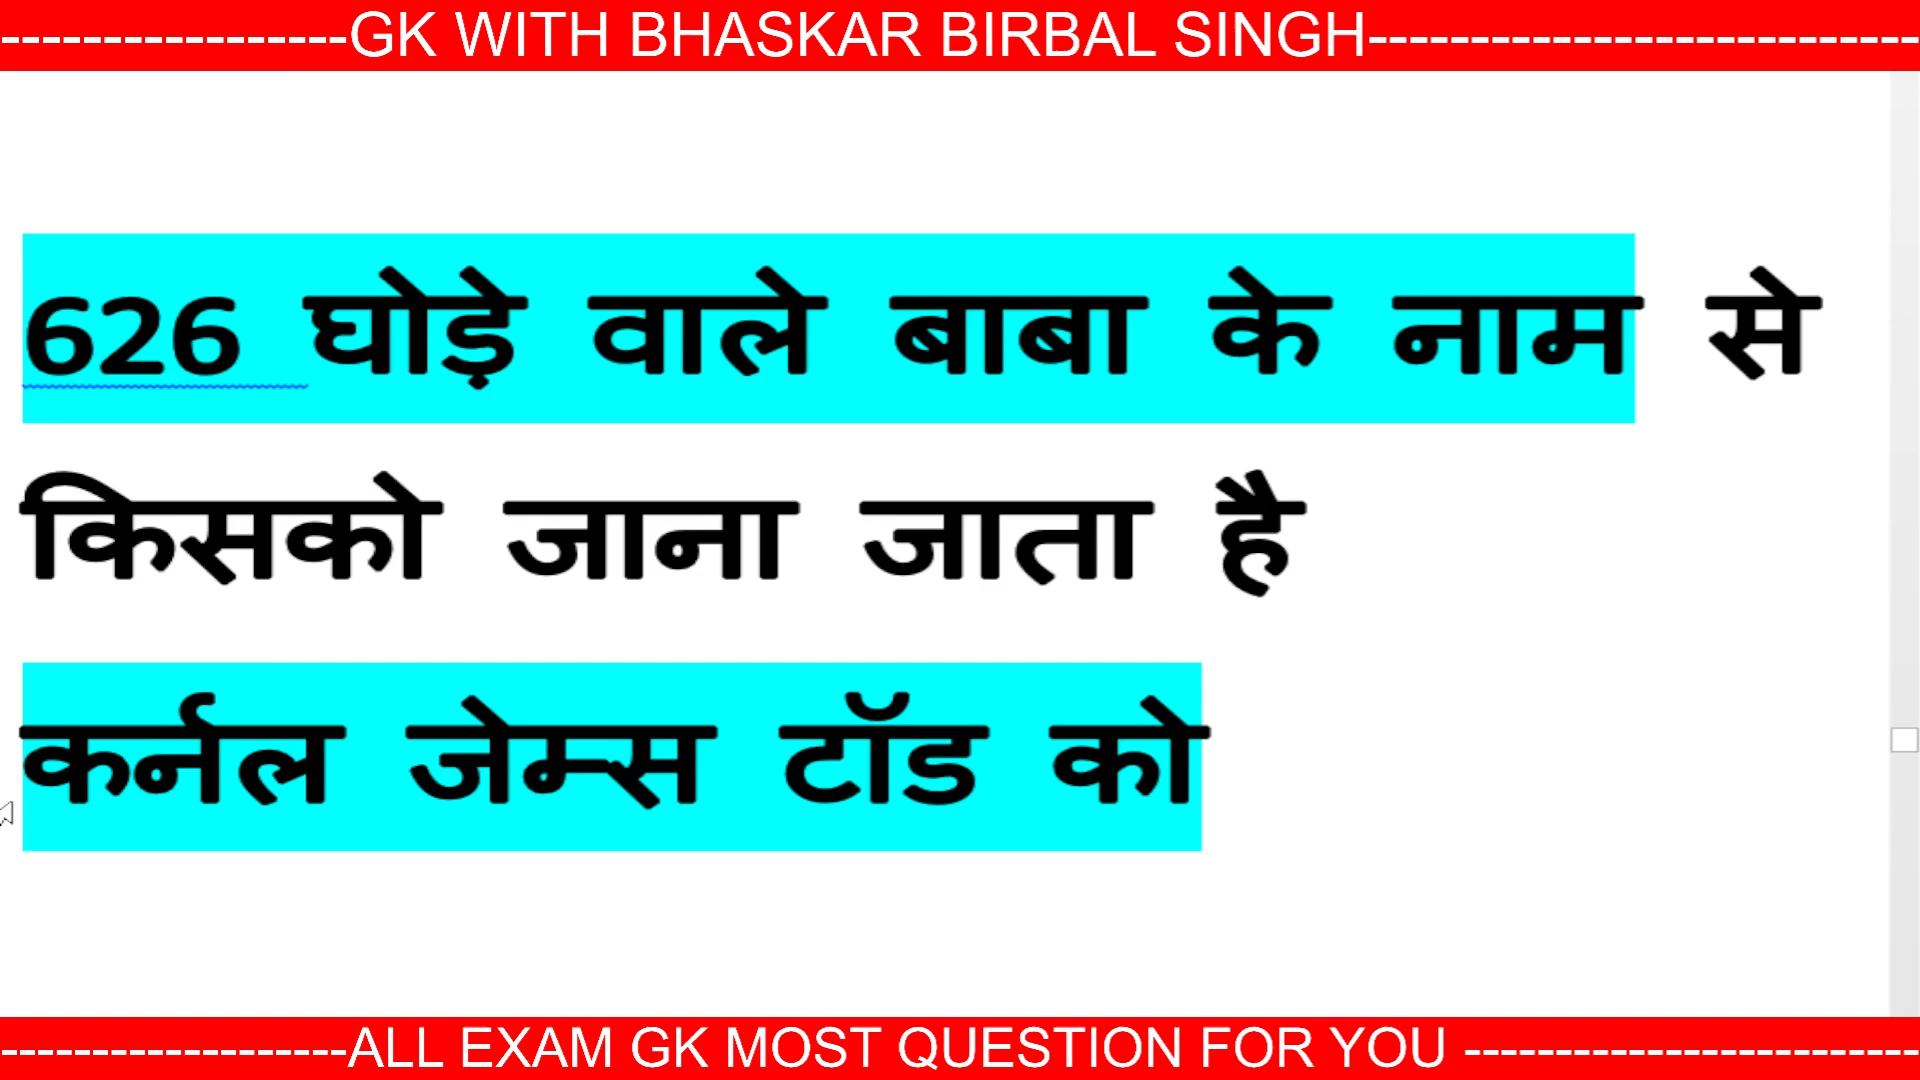 -----------------GK WITH BHASKAR BIRBAL SINGH---------------------------
626 घोड़े वाले बाबा के नाम से
किसको जाना जाता है
कर्नल जेम्स टॉड को
-------------------ALL EXAM GK MOST QUESTION FOR YOU -------------------------